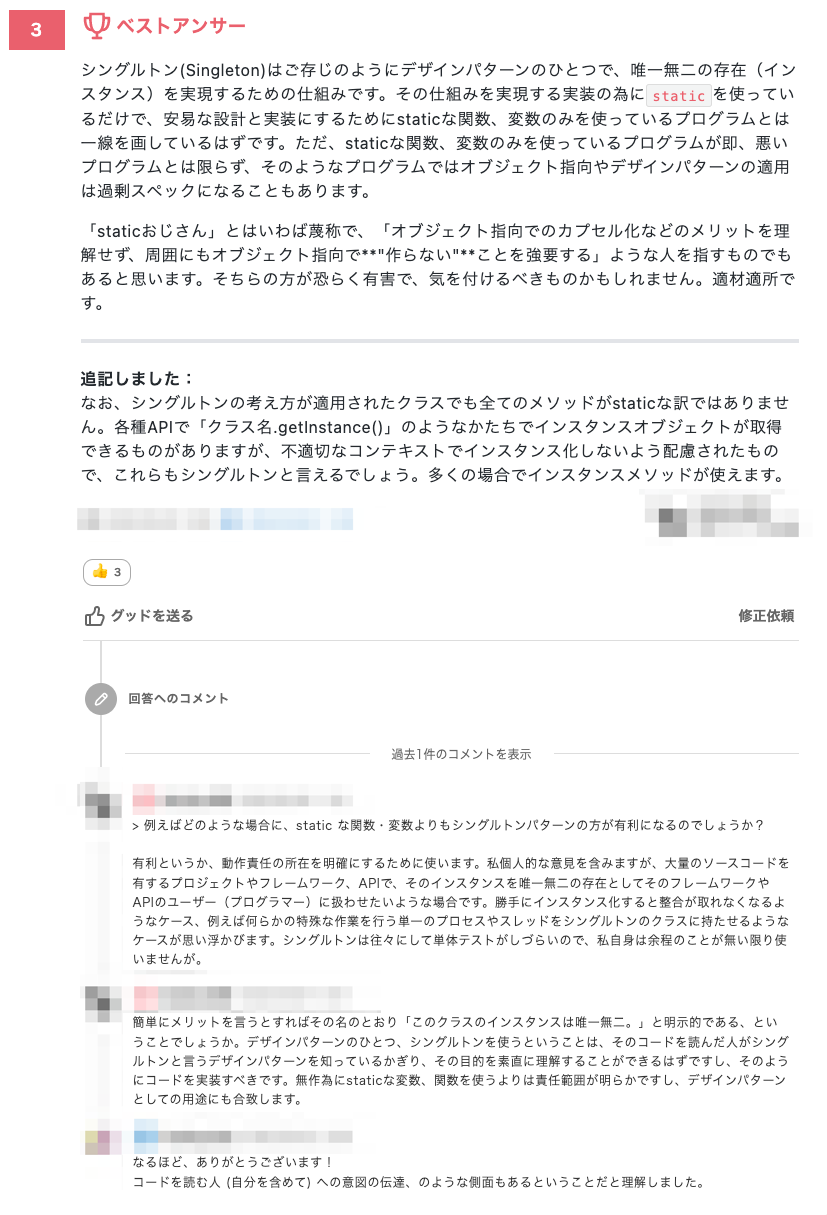 3
ベストアンサー
シングルトン(Singleton)はご存じのようにデザインパターンのひとつで、唯一無二の存在（イン
スタンス）を実現するための仕組みです。その仕組みを実現する実装の為に static を使ってい
るだけで、安易な設計と実装にするためにstaticな関数、変数のみを使っているプログラムとは
一線を画しているはずです。ただ、staticな関数、変数のみを使っているプログラムが即、悪い
プログラムとは限らず、そのようなプログラムではオブジェクト指向やデザインパターンの適用
は過剰スペックになることもあります。
「staticおじさん」とはいわば蔑称で、「オブジェクト指向でのカプセル化などのメリットを理
解せず、周囲にもオブジェクト指向で**"作らない"**ことを強要する」ような人を指すものでも
あると思います。そちらの方が恐らく有害で、気を付けるべきものかもしれません。適材適所で
す。
追記しました：
なお、シングルトンの考え方が適用されたクラスでも全てのメソッドがstaticな訳ではありませ
ん。各種APIで「クラス名.getInstance()」のようなかたちでインスタンスオブジェクトが取得
できるものがありますが、不適切なコンテキストでインスタンス化しないよう配慮されたもの
で、これらもシングルトンと言えるでしょう。多くの場合でインスタンスメソッドが使えます。
👍 3
グッドを送る
修正依頼
回答へのコメント
過去1件のコメントを表示
> 例えばどのような場合に、static な関数・変数よりもシングルトンパターンの方が有利になるのでしょうか？
有利というか、動作責任の所在を明確にするために使います。私個人的な意見を含みますが、大量のソースコードを
有するプロジェクトやフレームワーク、APIで、そのインスタンスを唯一無二の存在としてそのフレームワークや
APIのユーザー（プログラマー）に扱わせたいような場合です。勝手にインスタンス化すると整合が取れなくなるよ
うなケース、例えば何らかの特殊な作業を行う単一のプロセスやスレッドをシングルトンのクラスに持たせるような
ケースが思い浮かびます。シングルトンは往々にして単体テストがしづらいので、私自身は余程のことが無い限り使
いませんが。
簡単にメリットを言うとすればその名のとおり「このクラスのインスタンスは唯一無二。」と明示的である、とい
うことでしょうか。デザインパターンのひとつ、シングルトンを使うということは、そのコードを読んだ人がシング
ルトンと言うデザインパターンを知っているかぎり、その目的を素直に理解することができるはずですし、そのよう
にコードを実装すべきです。無作為にstaticな変数、関数を使うよりは責任範囲が明らかですし、デザインパターン
としての用途にも合致します。
なるほど、ありがとうございます！
コードを読む人 (自分を含めて) への意図の伝達、のような側面もあるということだと理解しました。